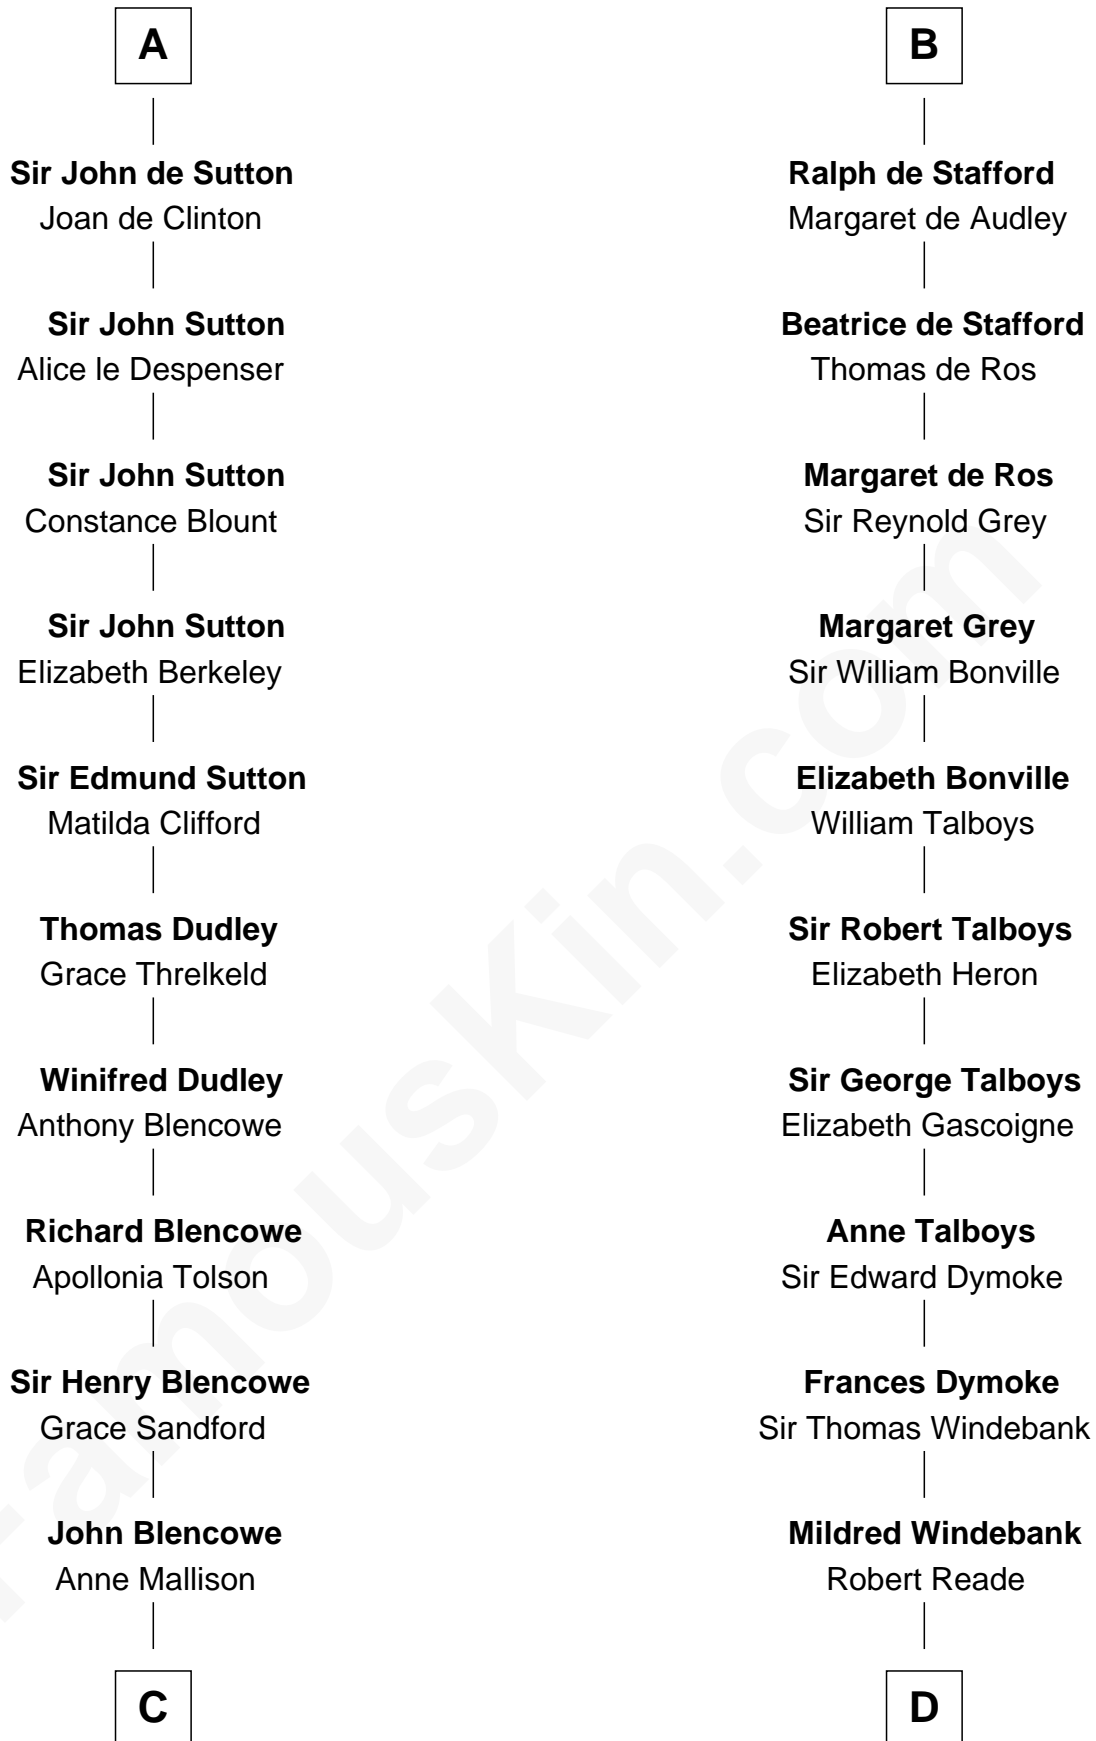 A
Sir John de Sutton
Joan de Clinton
Sir John Sutton
Alice le Despenser
Sir John Sutton
Constance Blount
Sir John Sutton
Elizabeth Berkeley
Sir Edmund Sutton
Matilda Clifford
Thomas Dudley
Grace Threlkeld
Winifred Dudley
Anthony Blencowe
Richard Blencowe
Apollonia Tolson
Sir Henry Blencowe
Grace Sandford
John Blencowe
Anne Mallison
C
B
Ralph de Stafford
Margaret de Audley
Beatrice de Stafford
Thomas de Ros
Margaret de Ros
Sir Reynold Grey
Margaret Grey
Sir William Bonville
Elizabeth Bonville
William Talboys
Sir Robert Talboys
Elizabeth Heron
Sir George Talboys
Elizabeth Gascoigne
Anne Talboys
Sir Edward Dymoke
Frances Dymoke
Sir Thomas Windebank
Mildred Windebank
Robert Reade
D
FamousKin.com